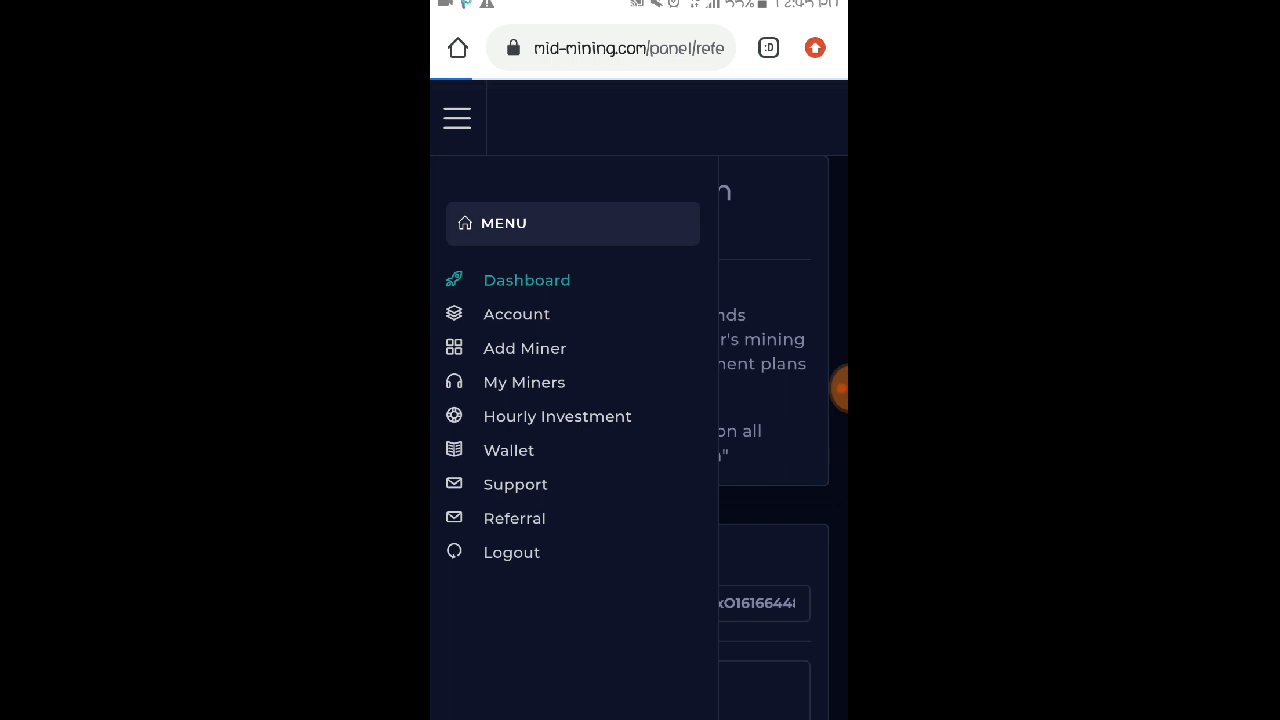 mid-mining.com/panel/refe
:D
MENU
Dashboard
Account
Add Miner
My Miners
Hourly Investment
Wallet
Support
Referral
Logout
nds
r's mining
nent plans
on all
"
xO1616644